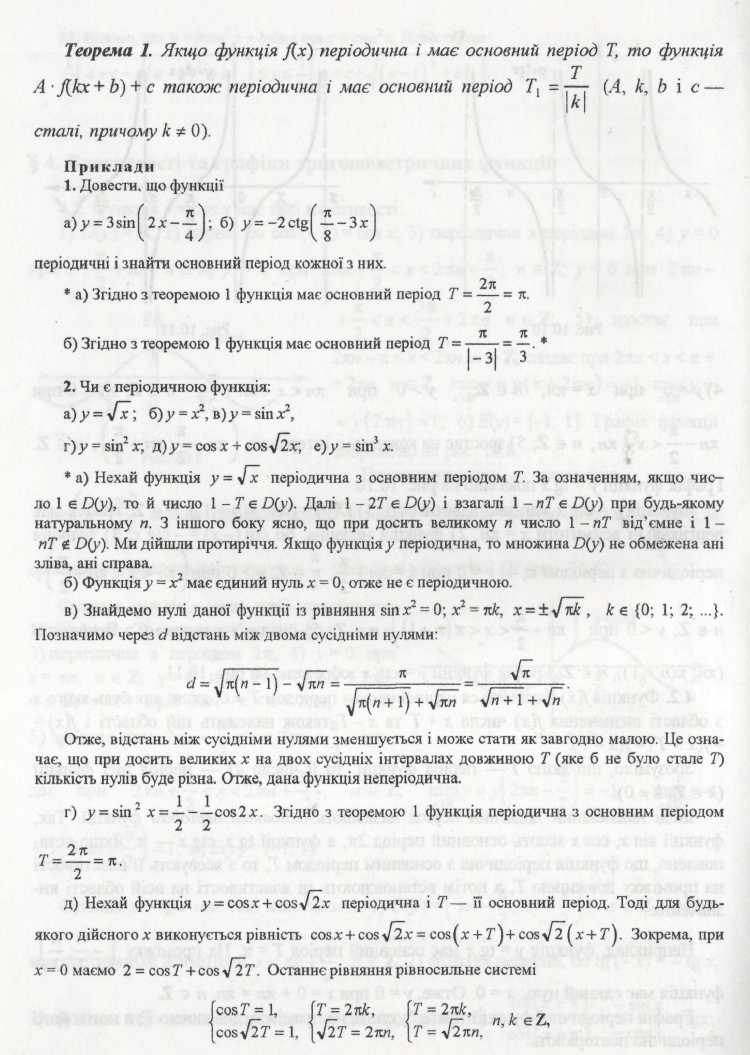 Теорема 1. Якщо функція f(x) періодична і має основний період T, то функція
A · f(kx + b) + c також періодична і має основний період T₁ = T/|k| (A, k, b і c —
сталі, причому k ≠ 0).
Приклади
1. Довести, що функції
а) y = 3 sin(2x − π/4); б) y = −2 ctg(π/8 − 3x)
періодичні і знайти основний період кожної з них.
* а) Згідно з теоремою 1 функція має основний період T = 2π/2 = π.
б) Згідно з теоремою 1 функція має основний період T = π/|−3| = π/3. *
2. Чи є періодичною функція:
а) y = √x; б) y = x², в) y = sin x²,
г) y = sin² x; д) y = cos x + cos √2x, е) y = sin³ x.
* а) Нехай функція y = √x періодична з основним періодом T. За означенням, якщо чис-
ло 1 ∈ D(y), то й число 1 − T ∈ D(y). Далі 1 − 2T ∈ D(y) і взагалі 1 − nT ∈ D(y) при будь-якому
натуральному n. З іншого боку ясно, що при досить великому n число 1 − nT від'ємне і 1 −
nT ∉ D(y). Ми дійшли протиріччя. Якщо функція y періодична, то множина D(y) не обмежена ані
зліва, ані справа.
б) Функція y = x² має єдиний нуль x = 0, отже не є періодичною.
в) Знайдемо нулі даної функції із рівняння sin x² = 0; x² = πk, x = ±√πk, k ∈ {0; 1; 2; ...}.
Позначимо через d відстань між двома сусідніми нулями:
d = √π(n − 1) − √πn = π/(√π(n + 1) + √πn) = √π/(√n + 1 + √n).
Отже, відстань між сусідніми нулями зменшується і може стати як завгодно малою. Це озна-
чає, що при досить великих x на двох сусідніх інтервалах довжиною T (яке б не було стале T)
кількість нулів буде різна. Отже, дана функція неперіодична.
г) y = sin² x = 1/2 − 1/2 cos 2x. Згідно з теоремою 1 функція періодична з основним періодом
T = 2π/2 = π.
д) Нехай функція y = cos x + cos √2x періодична і T — її основний період. Тоді для будь-
якого дійсного x виконується рівність cos x + cos √2x = cos(x + T) + cos √2(x + T). Зокрема, при
x = 0 маємо 2 = cos T + cos √2T. Останнє рівняння рівносильне системі
{cos T = 1, {T = 2πk, {T = 2πk,
{cos √2T = 1, {√2T = 2πn, {T = √2πn, n, k ∈ Z,